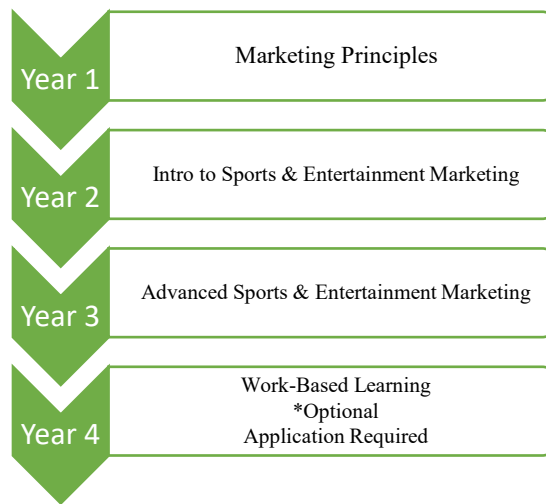 Year 1
Marketing Principles
Year 2
Intro to Sports & Entertainment Marketing
Year 3
Advanced Sports & Entertainment Marketing
Year 4
Work-Based Learning
*Optional
Application Required